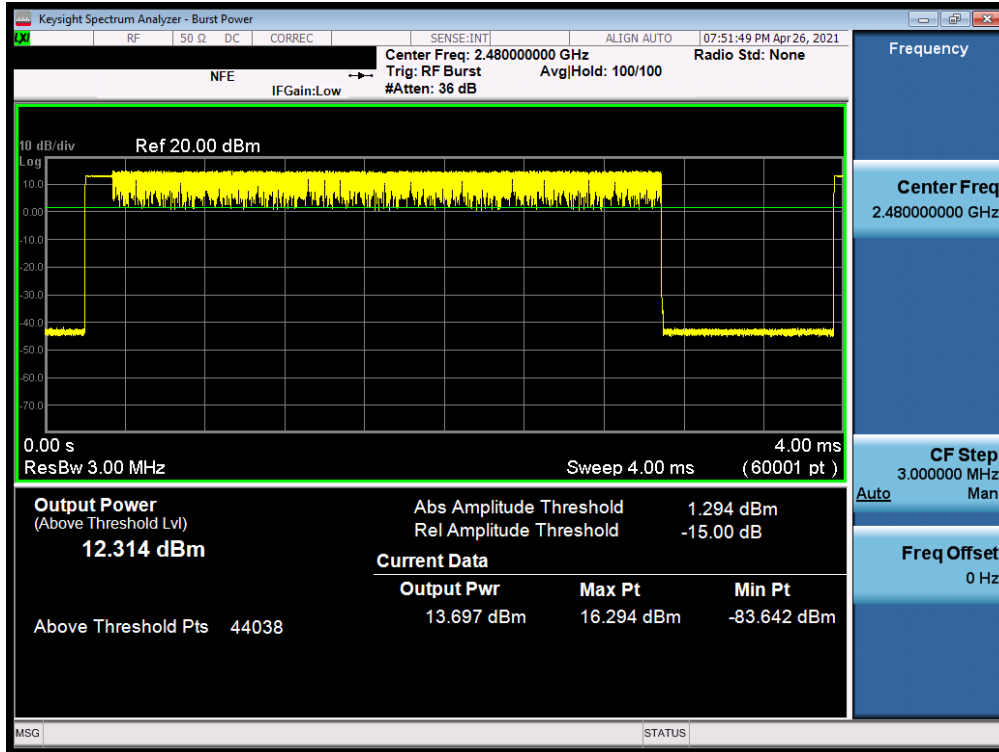 Keysight Spectrum Analyzer - Burst Power
LXI
RF
50 Ω
DC
CORREC
SENSE:INT
ALIGN AUTO
07:51:49 PM Apr 26, 2021
NFE
IFGain:Low
Center Freq: 2.480000000 GHz
Trig: RF Burst
Avg|Hold: 100/100
#Atten: 36 dB
Radio Std: None
Frequency
10 dB/div
Ref 20.00 dBm
Log
10.0
0.00
-10.0
-20.0
-30.0
-40.0
-50.0
-60.0
-70.0
0.00 s
4.00 ms
ResBw 3.00 MHz
Sweep 4.00 ms
(60001 pt )
Center Freq
2.480000000 GHz
CF Step
3.000000 MHz
Auto
Man
Freq Offset
0 Hz
Output Power
(Above Threshold Lvl)
12.314 dBm
Above Threshold Pts 44038
Abs Amplitude Threshold 1.294 dBm
Rel Amplitude Threshold -15.00 dB
Current Data
Output Pwr
Max Pt
Min Pt
13.697 dBm
16.294 dBm
-83.642 dBm
MSG
STATUS